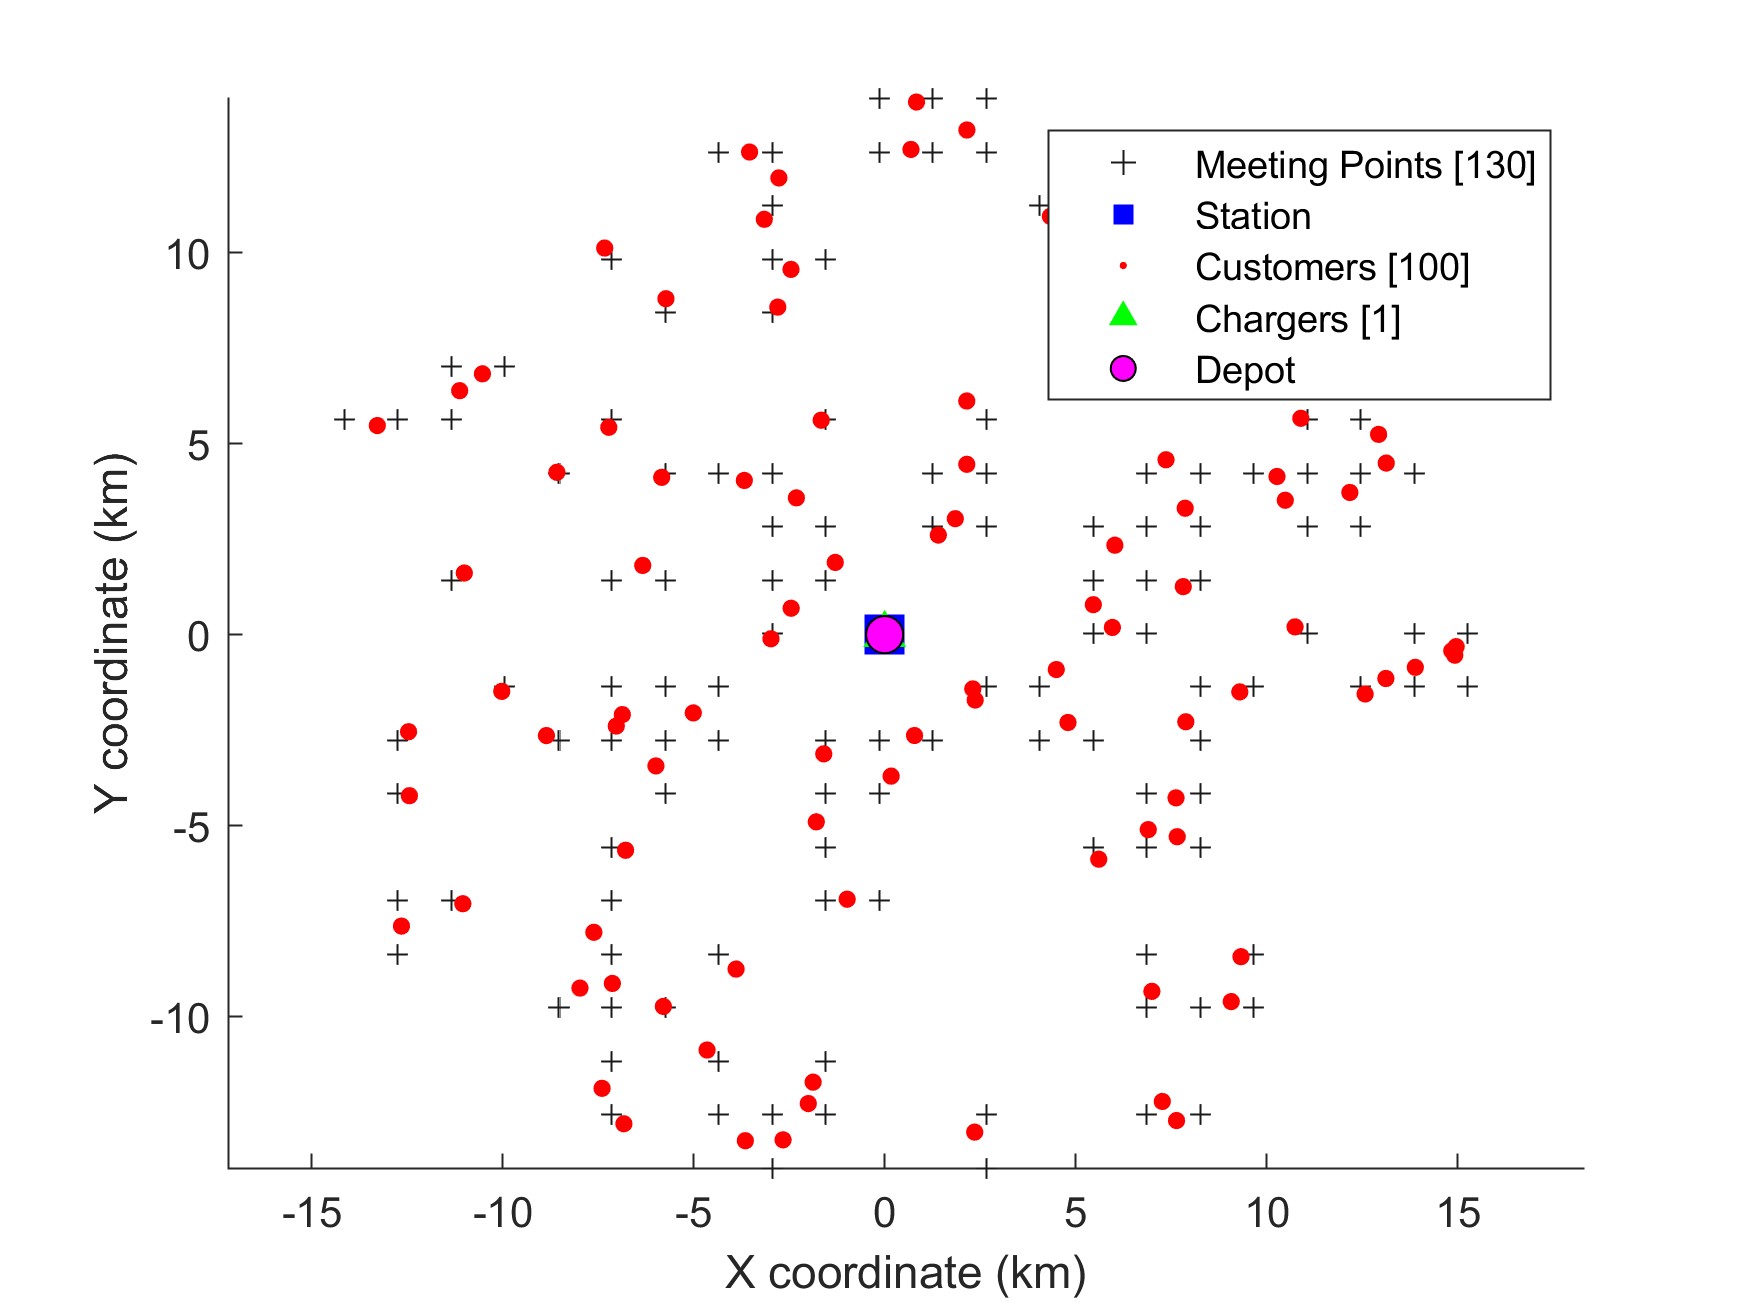 Meeting Points [130]
Station
Customers [100]
Chargers [1]
Depot
10
5
0
-5
-10
Y coordinate (km)
-15
-10
-5
0
5
10
15
X coordinate (km)